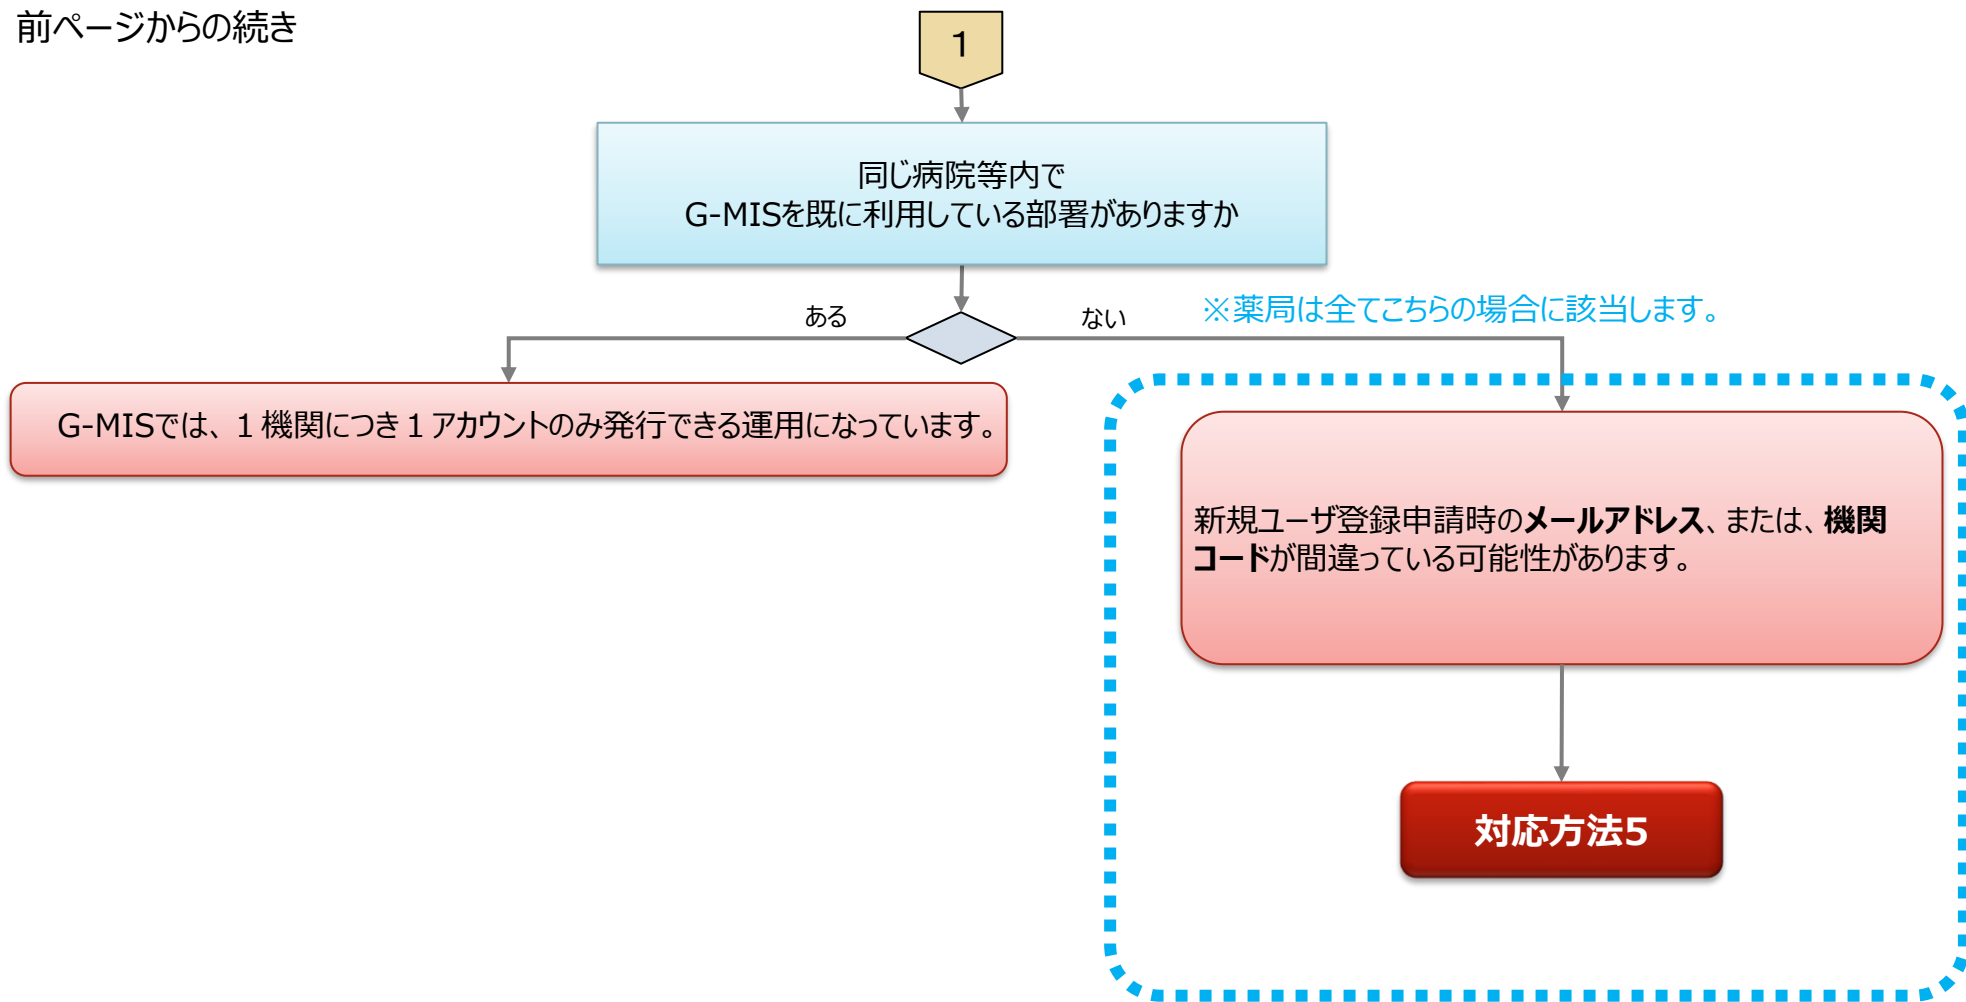 前ページからの続き
1
同じ病院等内で
G-MISを既に利用している部署がありますか
ある
ない
※薬局は全てこちらの場合に該当します。
G-MISでは、１機関につき１アカウントのみ発行できる運用になっています。
新規ユーザ登録申請時のメールアドレス、または、機関
コードが間違っている可能性があります。
対応方法5